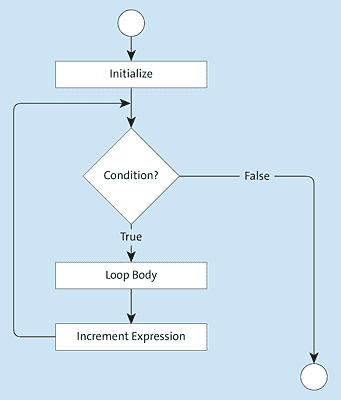 Initialize
Condition?
False
True
Loop Body
Increment Expression